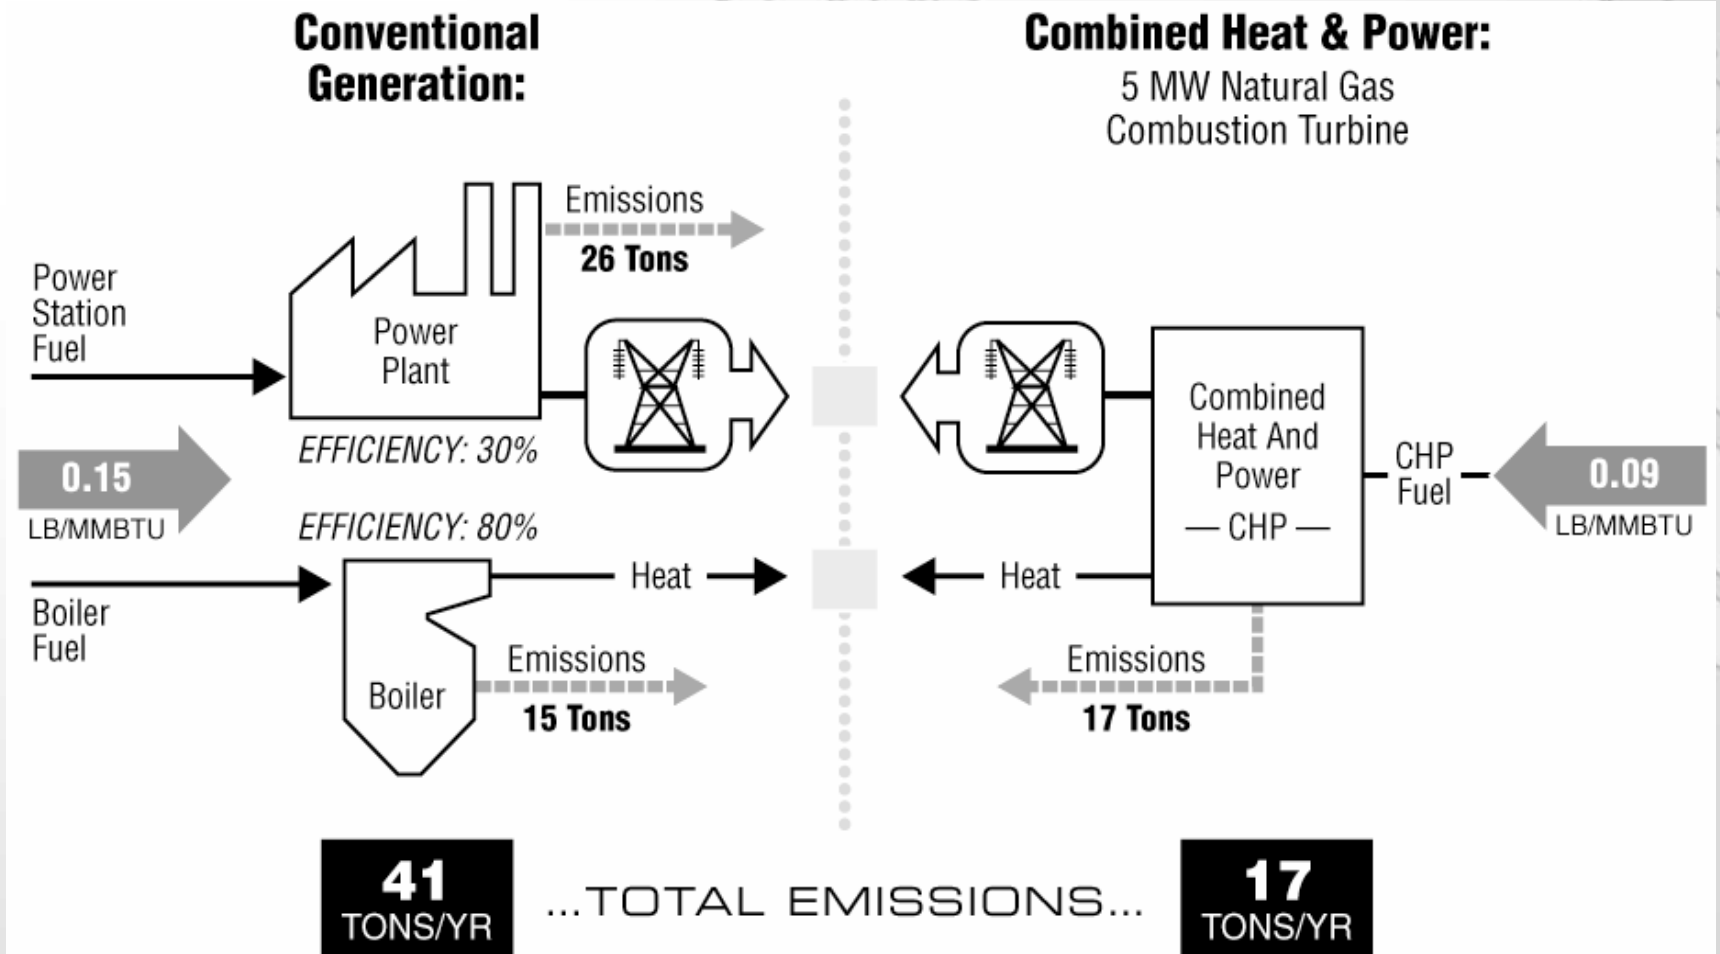 Conventional
Generation:
Emissions
26 Tons
Power
Station
Fuel
Power
Plant
EFFICIENCY: 30%
0.15
LB/MMBTU
EFFICIENCY: 80%
Heat
Boiler
Fuel
Boiler
Emissions
15 Tons
41
TONS/YR
...TOTAL EMISSIONS...
Combined Heat & Power:
5 MW Natural Gas
Combustion Turbine
Combined
Heat And
Power
— CHP —
CHP
Fuel
0.09
LB/MMBTU
Heat
Emissions
17 Tons
17
TONS/YR